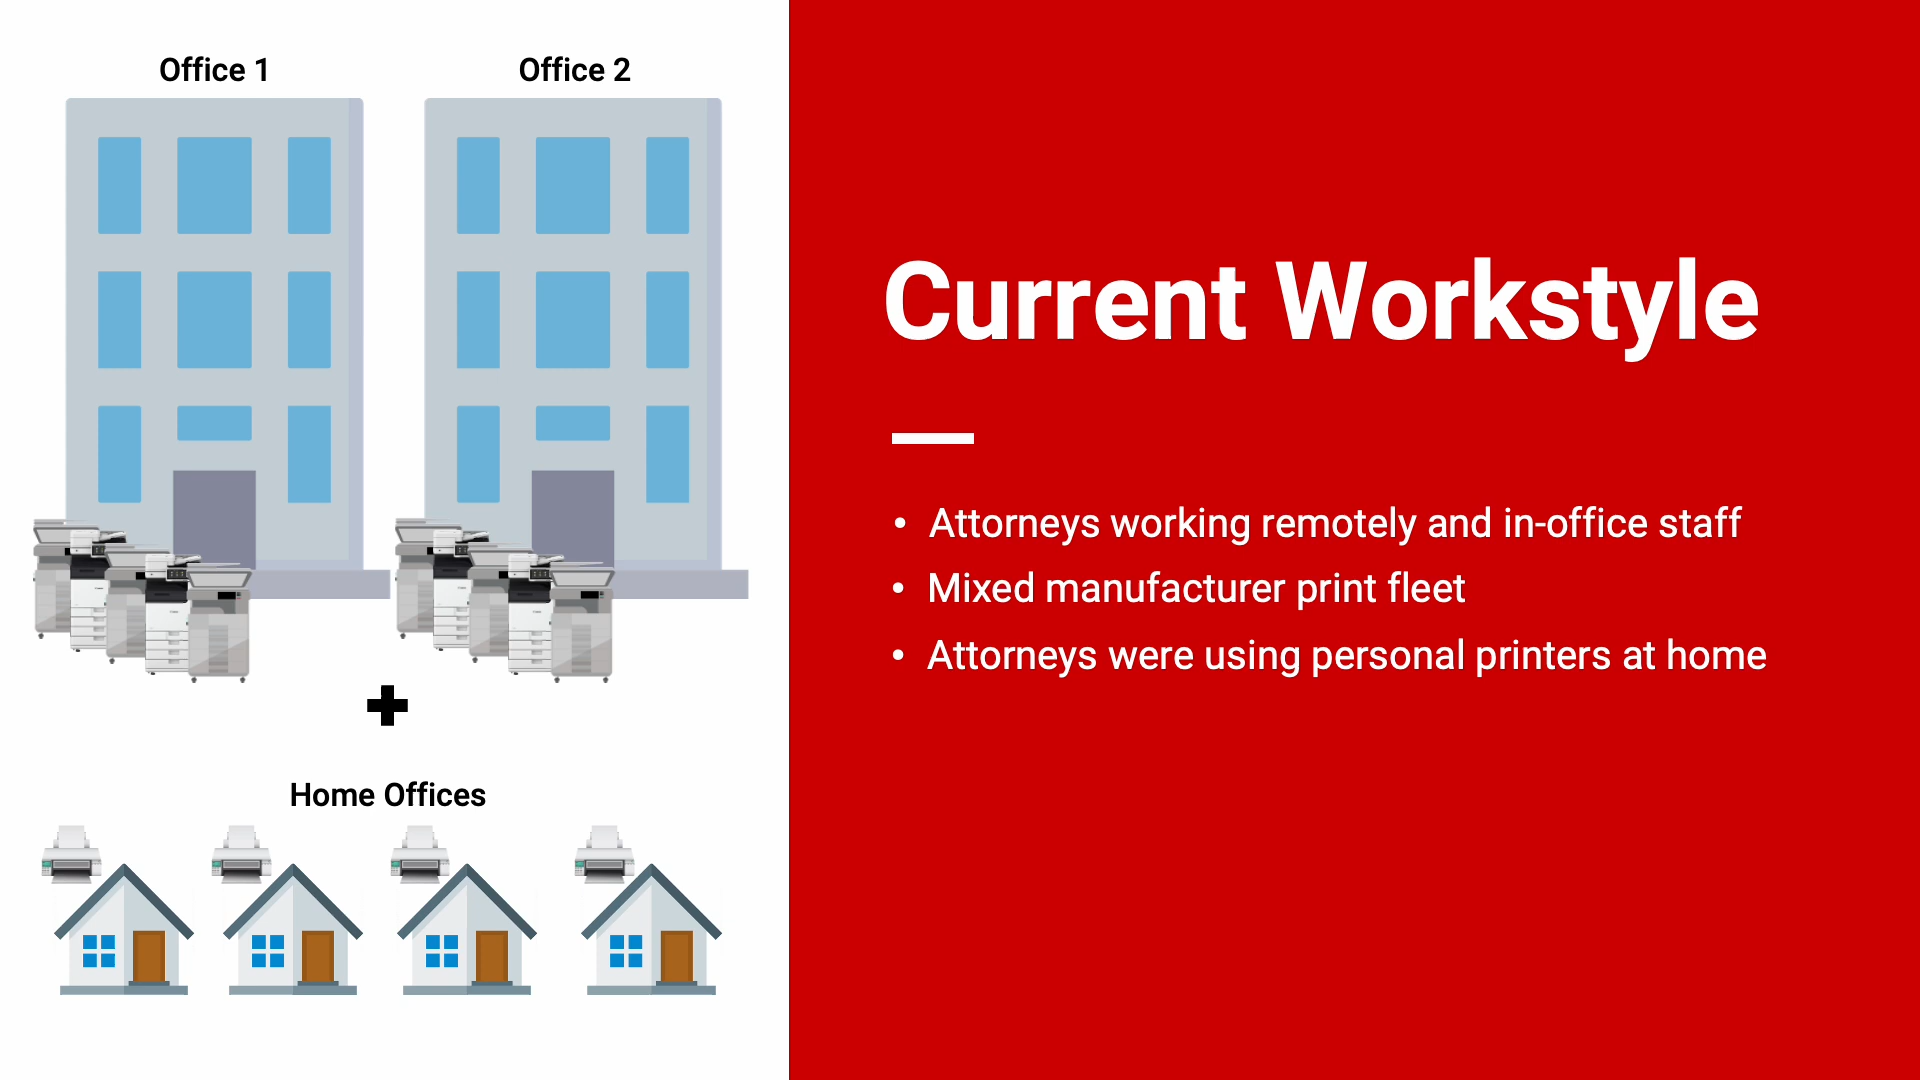 Office 1
Office 2
Home Offices
Current Workstyle
• Attorneys working remotely and in-office staff
• Mixed manufacturer print fleet
• Attorneys were using personal printers at home